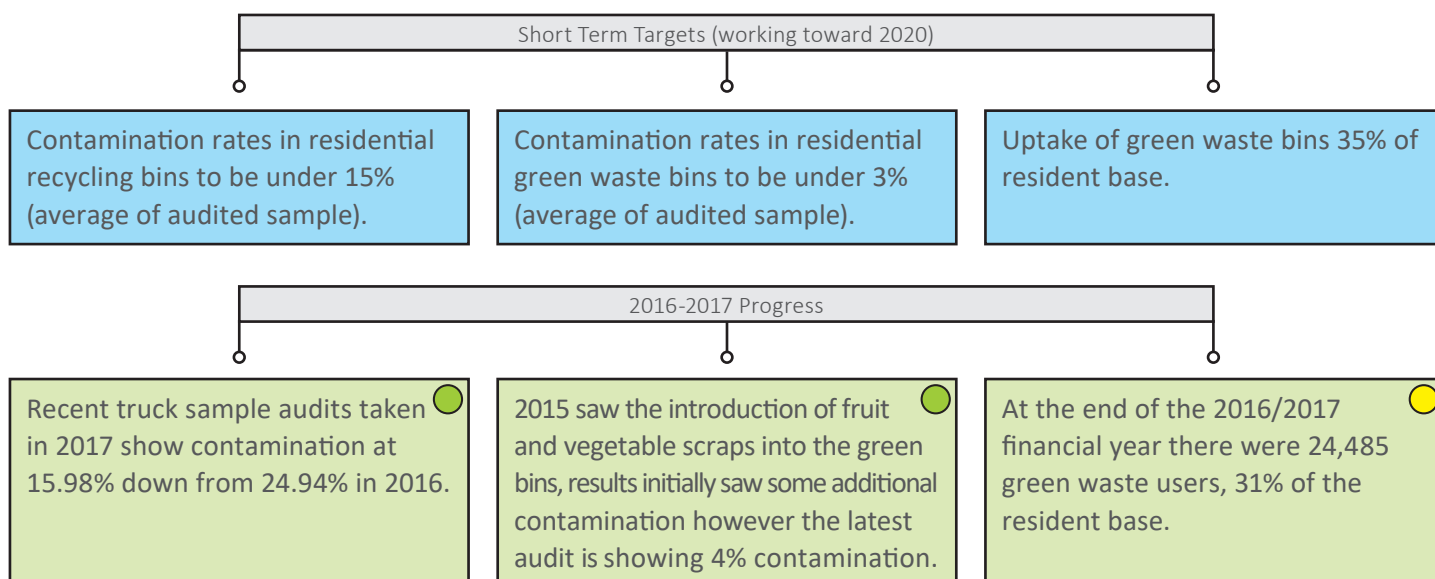 Short Term Targets (working toward 2020)
Contamination rates in residential
recycling bins to be under 15%
(average of audited sample).
Contamination rates in residential
green waste bins to be under 3%
(average of audited sample).
Uptake of green waste bins 35% of
resident base.
2016-2017 Progress
Recent truck sample audits taken
in 2017 show contamination at
15.98% down from 24.94% in 2016.
2015 saw the introduction of fruit
and vegetable scraps into the green
bins, results initially saw some additional
contamination however the latest
audit is showing 4% contamination.
At the end of the 2016/2017
financial year there were 24,485
green waste users, 31% of the
resident base.